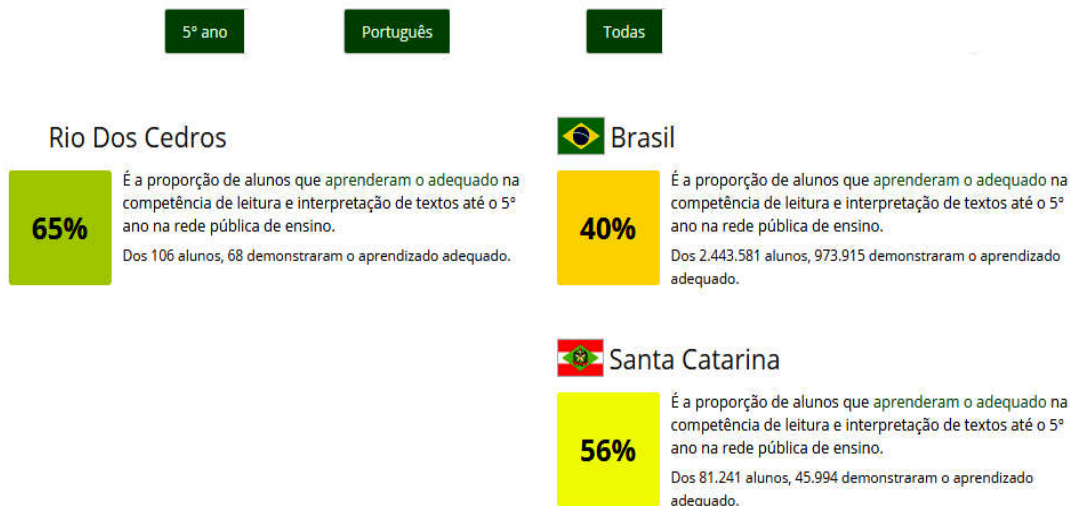 5º ano
Português
Todas
Rio Dos Cedros
65%
É a proporção de alunos que aprenderam o adequado na
competência de leitura e interpretação de textos até o 5º
ano na rede pública de ensino.
Dos 106 alunos, 68 demonstraram o aprendizado adequado.
Brasil
40%
É a proporção de alunos que aprenderam o adequado na
competência de leitura e interpretação de textos até o 5º
ano na rede pública de ensino.
Dos 2.443.581 alunos, 973.915 demonstraram o aprendizado
adequado.
Santa Catarina
56%
É a proporção de alunos que aprenderam o adequado na
competência de leitura e interpretação de textos até o 5º
ano na rede pública de ensino.
Dos 81.241 alunos, 45.994 demonstraram o aprendizado
adequado.